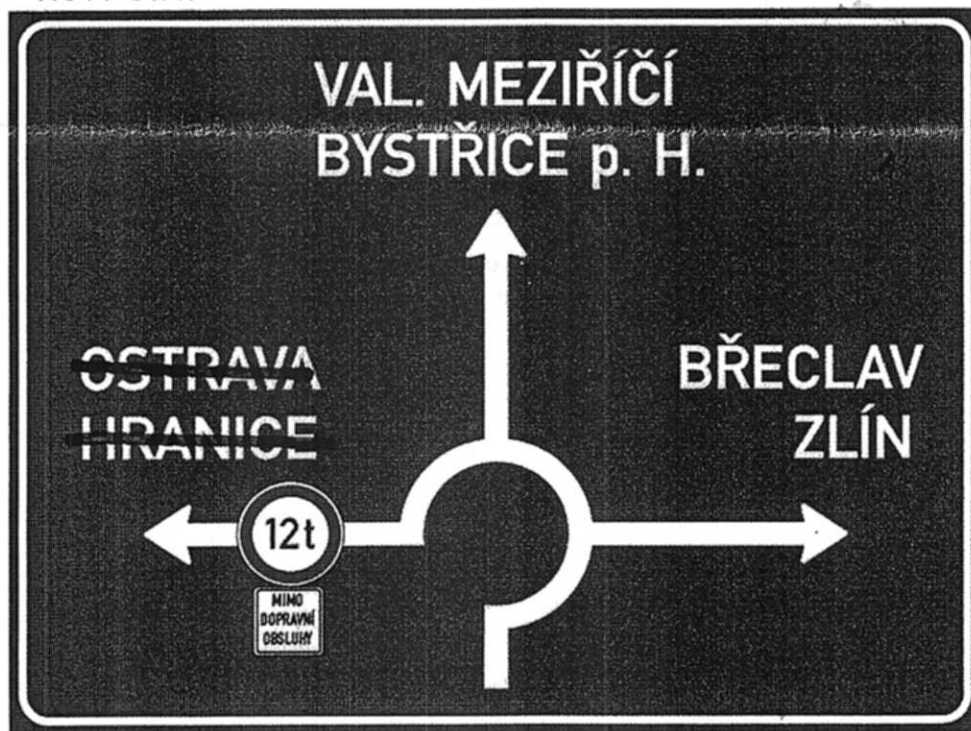 VAL. MEZIŘÍČÍ
BYSTŘICE p. H.
OSTRAVA
HRANICE
BŘECLAV
ZLÍN
12t
MIMO
DOPRAVNÍ
OBSLUHY